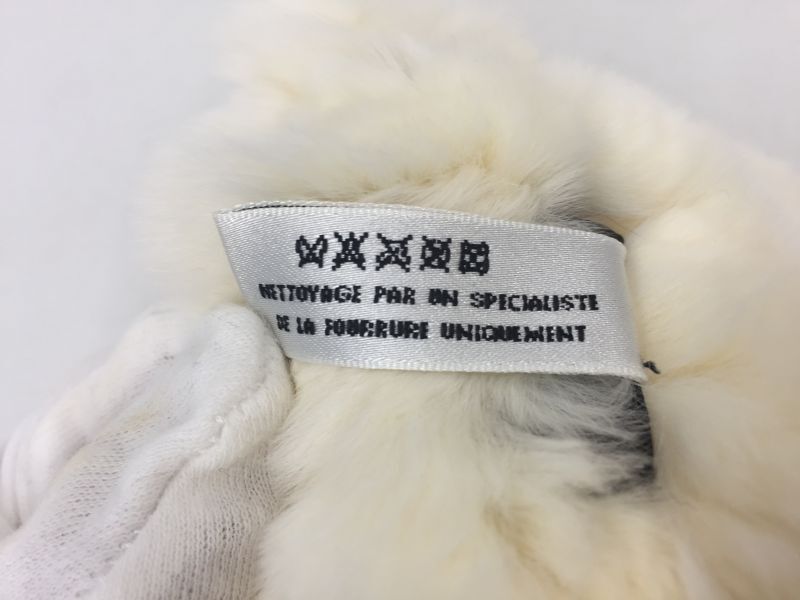 NETTOYAGE PAR UN SPECIALISTE
DE LA FOURRURE UNIQUEMENT